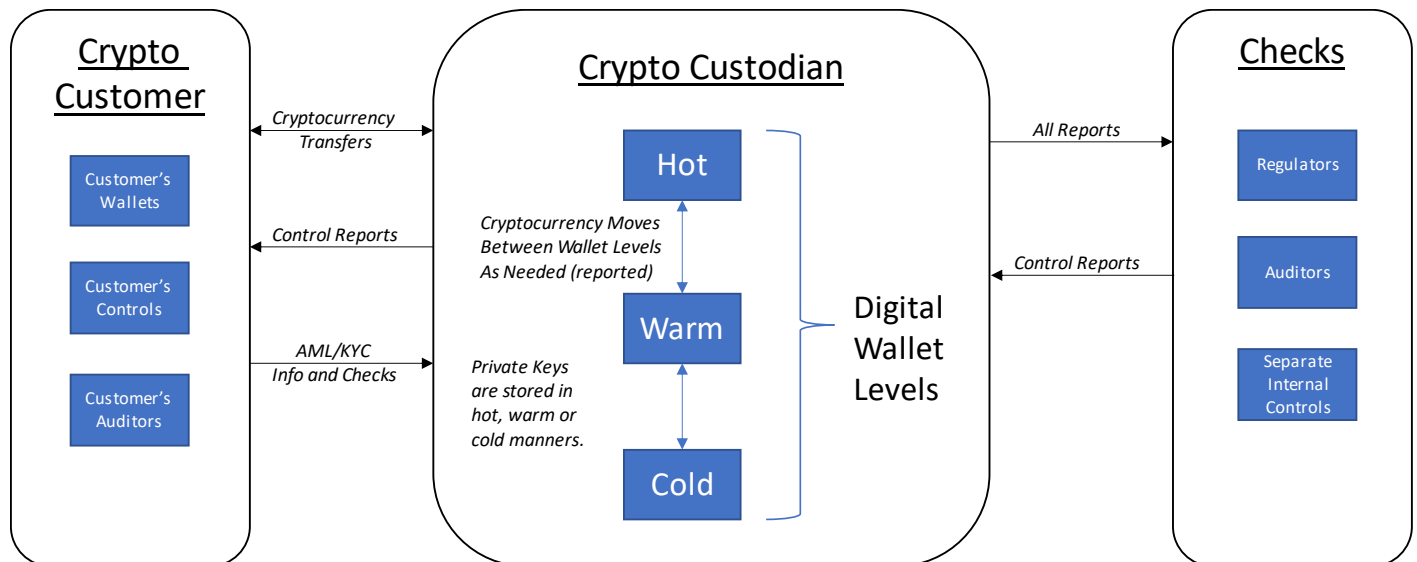 Crypto
Customer
Customer's
Wallets
Customer's
Controls
Customer's
Auditors
Cryptocurrency
Transfers
Control Reports
AML/KYC
Info and Checks
Crypto Custodian
Hot
Cryptocurrency Moves
Between Wallet Levels
As Needed (reported)
Warm
Private Keys
are stored in
hot, warm or
cold manners.
Cold
Digital
Wallet
Levels
All Reports
Control Reports
Checks
Regulators
Auditors
Separate
Internal
Controls